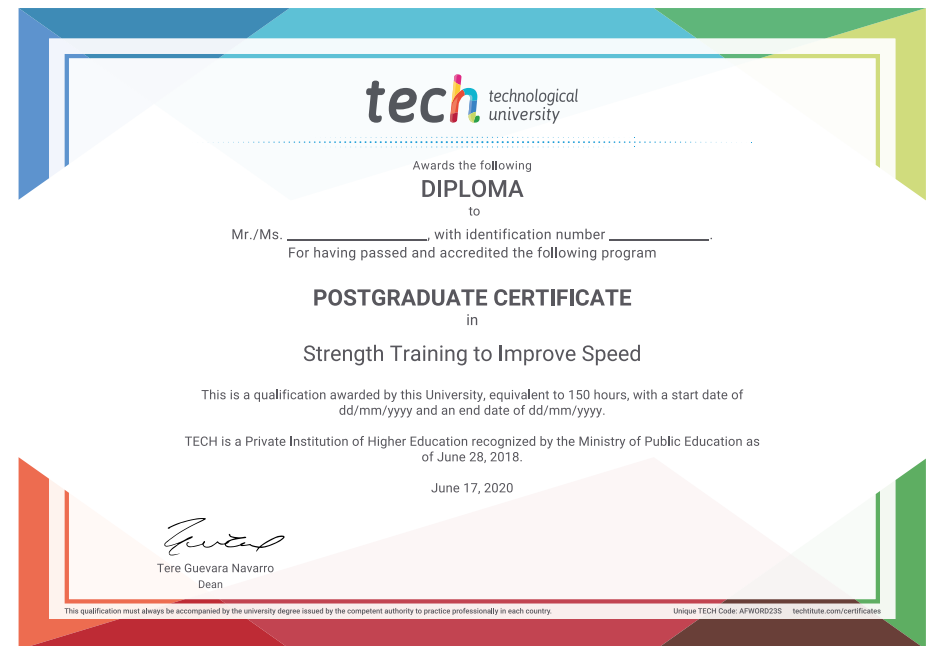 tech technological
university
Awards the following
DIPLOMA
to
Mr./Ms. ________________, with identification number ____________.
For having passed and accredited the following program
POSTGRADUATE CERTIFICATE
in
Strength Training to Improve Speed
This is a qualification awarded by this University, equivalent to 150 hours, with a start date of
dd/mm/yyyy and an end date of dd/mm/yyyy.
TECH is a Private Institution of Higher Education recognized by the Ministry of Public Education as
of June 28, 2018.
June 17, 2020
Tere Guevara Navarro
Dean
This qualification must always be accompanied by the university degree issued by the competent authority to practice professionally in each country.
Unique TECH Code: AFWORD23S techtitute.com/certificates